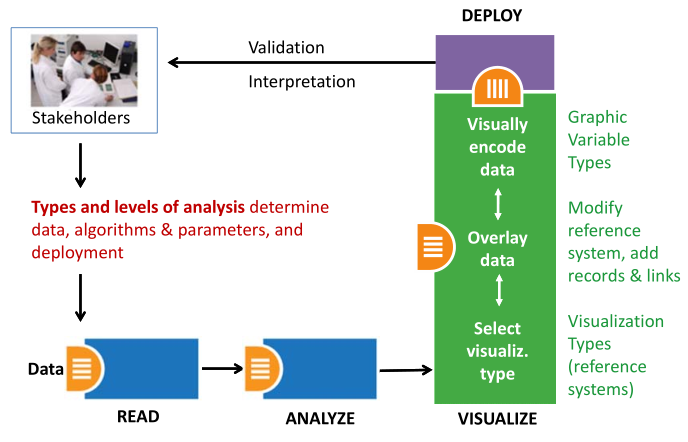 DEPLOY
Validation
Interpretation
Stakeholders
Visually
encode
data
Graphic
Variable
Types
Types and levels of analysis determine
data, algorithms & parameters, and
deployment
Overlay
data
Modify
reference
system, add
records & links
Select
visualiz.
type
Visualization
Types
(reference
systems)
Data
READ
ANALYZE
VISUALIZE